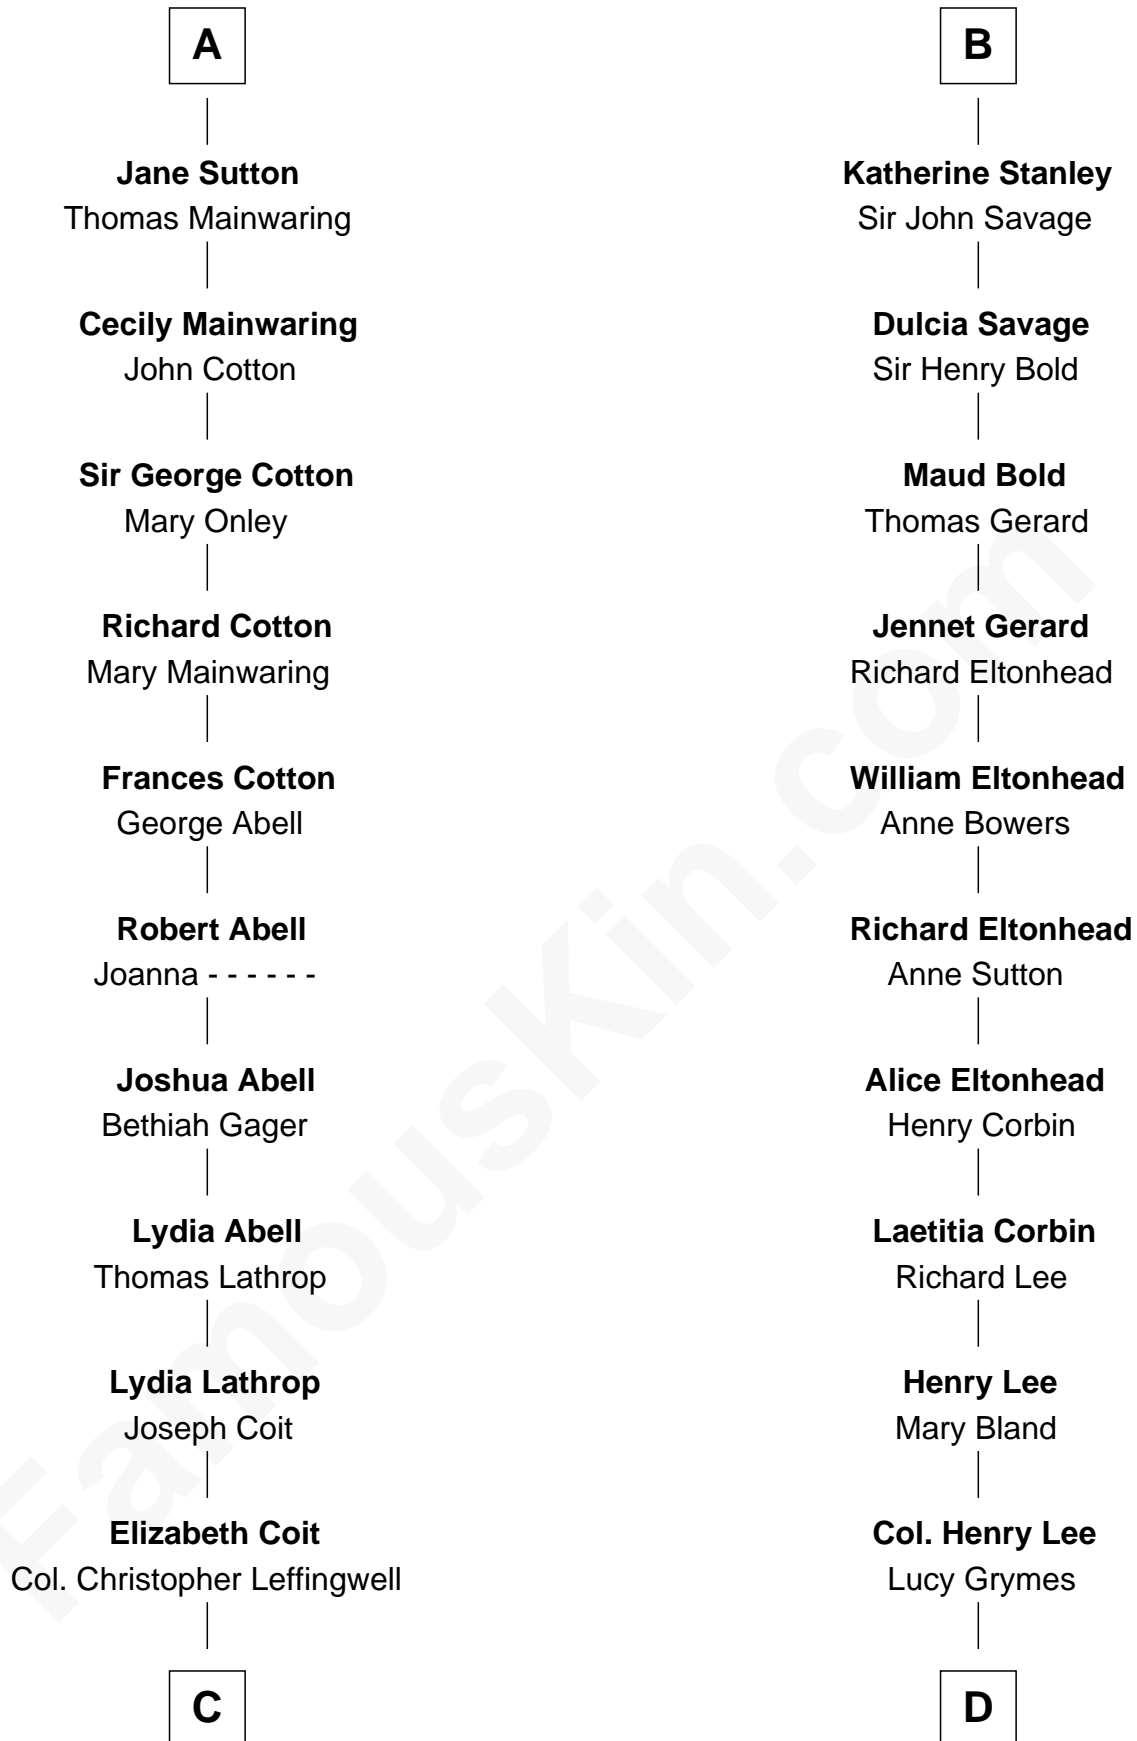 A
Jane Sutton
Thomas Mainwaring
Cecily Mainwaring
John Cotton
Sir George Cotton
Mary Onley
Richard Cotton
Mary Mainwaring
Frances Cotton
George Abell
Robert Abell
Joanna - - - - - -
Joshua Abell
Bethiah Gager
Lydia Abell
Thomas Lathrop
Lydia Lathrop
Joseph Coit
Elizabeth Coit
Col. Christopher Leffingwell
C
B
Katherine Stanley
Sir John Savage
Dulcia Savage
Sir Henry Bold
Maud Bold
Thomas Gerard
Jennet Gerard
Richard Eltonhead
William Eltonhead
Anne Bowers
Richard Eltonhead
Anne Sutton
Alice Eltonhead
Henry Corbin
Laetitia Corbin
Richard Lee
Henry Lee
Mary Bland
Col. Henry Lee
Lucy Grymes
D
FamousKin.com